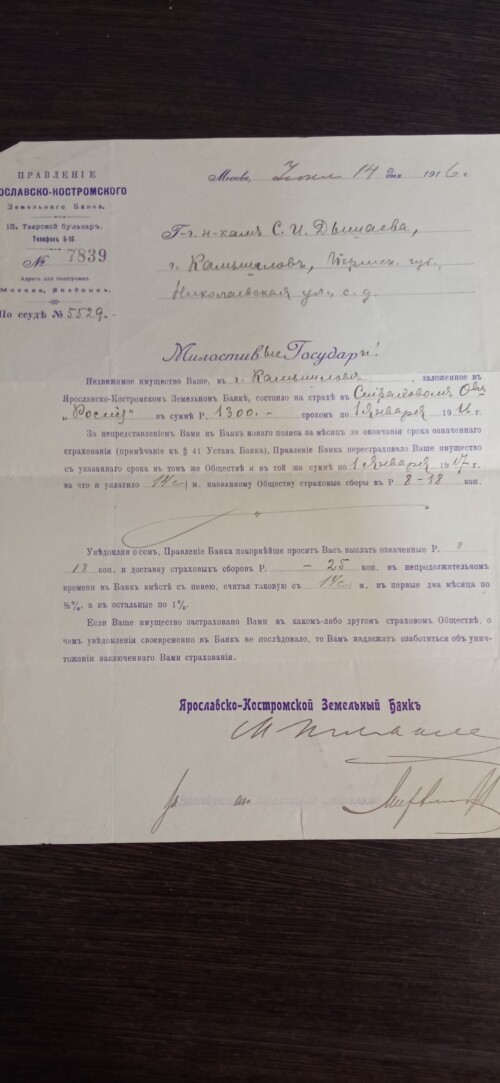 ПРАВЛЕНІЕ
РОСЛАВСКО-КОСТРОМСКОГО
Земельнаго Банка.
15, Тверской бульваръ.
Телефонъ 5-16.
№ 7839
Адресъ для телеграммъ
Москва, Яковбанкъ.
По ссудѣ № 5529.-
Москва, Іюня 14 дня 1916 г.
Г-г. н-камъ С. И. Дышаева,
г. Камышловъ, Пермск. губ.,
Николаевская ул., с. д.
Милостивые Государи!
Недвижимое имущество Ваше, въ г. Камышловѣ, заложенное въ
Ярославско-Костромскомъ Земельномъ Банкѣ, состояло на страхѣ въ Страховомъ Общ.
„Россія" въ суммѣ Р. 1300.- срокомъ по 1 Января 1916 г.
За непредставленіемъ Вами въ Банкъ новаго полиса за мѣсяцъ до окончанія срока означеннаго
страхованія (примѣчаніе къ § 41 Устава Банка), Правленіе Банка перестраховало Ваше имущество
съ указаннаго срока въ томъ же Обществѣ и въ той же суммѣ по 1 Января 1917 г.
за что и уплатило м. названному Обществу страховые сборы въ Р. 8-18 коп.
Увѣдомляя о семъ, Правленіе Банка покорнѣйше проситъ Васъ выслать означенные Р. 8
18 коп. и доставку страховыхъ сборовъ Р. - 25 коп. въ непродолжительномъ
времени въ Банкъ вмѣстѣ съ пенею, считая таковую съ м. въ первые два мѣсяца по
½%, а въ остальные по 1%.
Если Ваше имущество застраховано Вами въ какомъ-либо другомъ страховомъ Обществѣ, о
чемъ увѣдомленія своевременно въ Банкъ не послѣдовало, то Вамъ надлежитъ озаботиться объ уничтоженіи
тоженіи заключеннаго Вами страхованія.
Ярославско-Костромской Земельный Банкъ